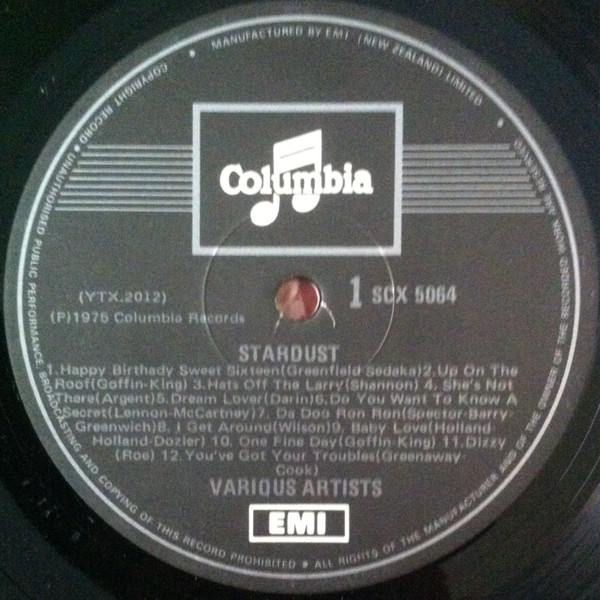 MANUFACTURED BY EMI (NEW ZEALAND) LIMITED
COPYRIGHT RECORD • UNAUTHORISED PUBLIC PERFORMANCE, BROADCASTING AND COPYING OF THIS RECORD PROHIBITED • ALL RIGHTS OF THE MANUFACTURER AND OF THE OWNER OF THE RECORDED WORK ARE RESERVED
Columbia
(YTX.2012)
1 SCX 5064
(P)1975 Columbia Records
STARDUST
1.Happy Birthady Sweet Sixteen(Greenfield Sedaka)2.Up On The
Roof(Goffin-King) 3.Hats Off The Larry(Shannon) 4. She's Not
There(Argent)5.Dream Lover(Darin)6.Do You Want To Know A
Secret(Lennon-McCartney)7. Da Doo Ron Ron(Spector-Barry-
Greenwich)8. I Get Around(Wilson)9. Baby Love(Holland
Holland-Dozier) 10. One Fine Day(Goffin King) 11.Dizzy
(Roe) 12.You've Got Your Troubles(Greenaway-
Cook)
VARIQUS ARTISTS
EMI